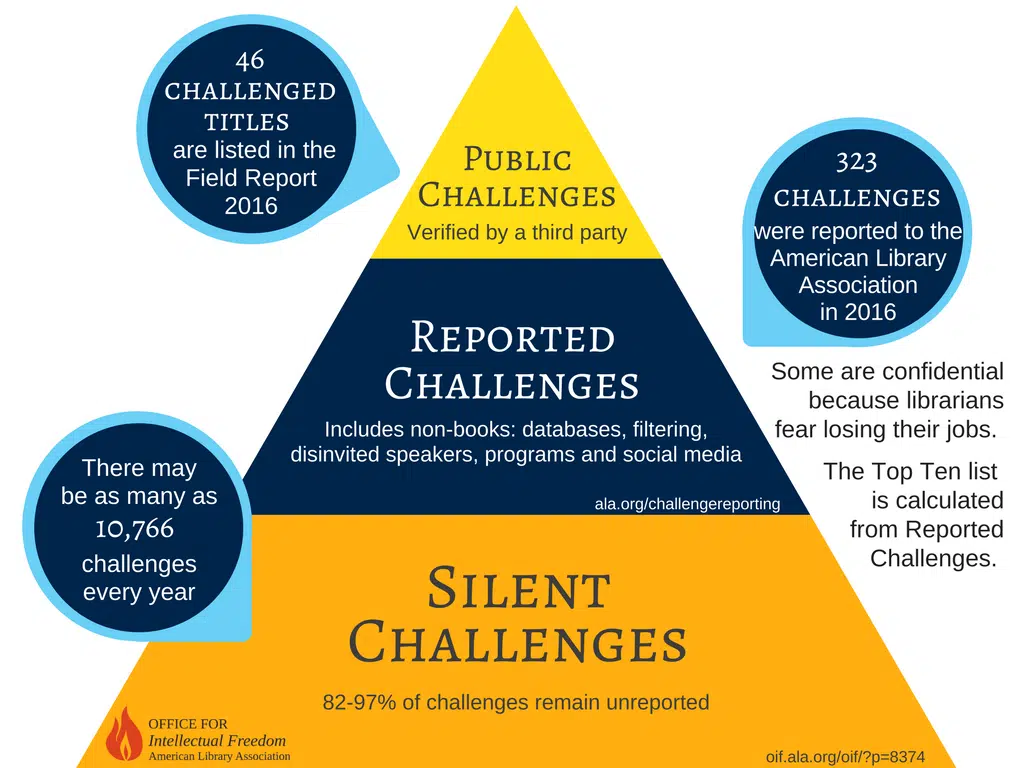 46
CHALLENGED
TITLES
are listed in the
Field Report
2016
PUBLIC
CHALLENGES
Verified by a third party
323
CHALLENGES
were reported to the
American Library
Association
in 2016
REPORTED
CHALLENGES
Includes non-books: databases, filtering,
disinvited speakers, programs and social media
ala.org/challengereporting
Some are confidential
because librarians
fear losing their jobs.
The Top Ten list
is calculated
from Reported
Challenges.
There may
be as many as
10,766
challenges
every year
SILENT
CHALLENGES
82-97% of challenges remain unreported
OFFICE FOR
Intellectual Freedom
American Library Association
oif.ala.org/oif/?p=8374